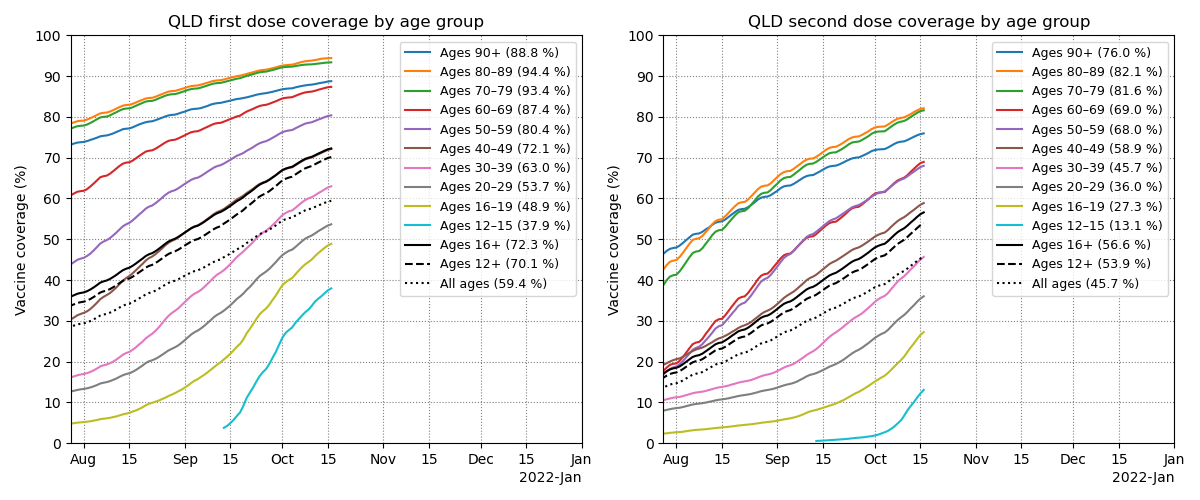 QLD first dose coverage by age group
Vaccine coverage (%)
100
90
80
70
60
50
40
30
20
10
0
Ages 90+ (88.8 %)
Ages 80–89 (94.4 %)
Ages 70–79 (93.4 %)
Ages 60–69 (87.4 %)
Ages 50–59 (80.4 %)
Ages 40–49 (72.1 %)
Ages 30–39 (63.0 %)
Ages 20–29 (53.7 %)
Ages 16–19 (48.9 %)
Ages 12–15 (37.9 %)
Ages 16+ (72.3 %)
Ages 12+ (70.1 %)
All ages (59.4 %)
Aug 15 Sep 15 Oct 15 Nov 15 Dec 15 Jan
2022-Jan
QLD second dose coverage by age group
Vaccine coverage (%)
100
90
80
70
60
50
40
30
20
10
0
Ages 90+ (76.0 %)
Ages 80–89 (82.1 %)
Ages 70–79 (81.6 %)
Ages 60–69 (69.0 %)
Ages 50–59 (68.0 %)
Ages 40–49 (58.9 %)
Ages 30–39 (45.7 %)
Ages 20–29 (36.0 %)
Ages 16–19 (27.3 %)
Ages 12–15 (13.1 %)
Ages 16+ (56.6 %)
Ages 12+ (53.9 %)
All ages (45.7 %)
Aug 15 Sep 15 Oct 15 Nov 15 Dec 15 Jan
2022-Jan